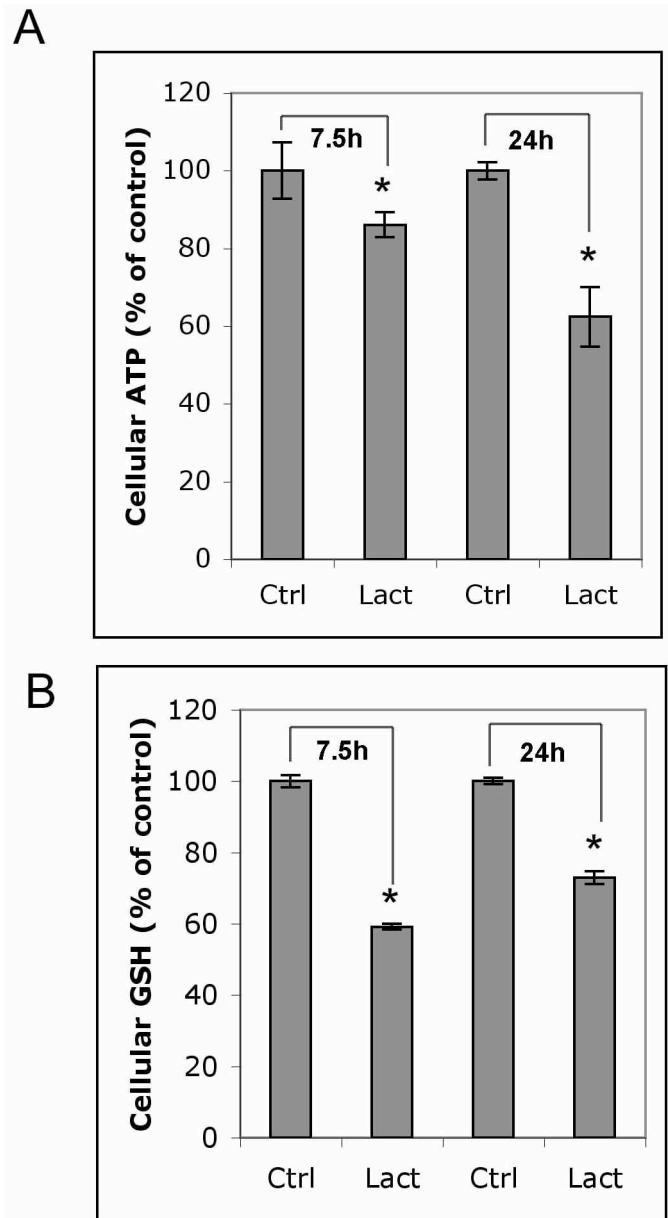 A
Cellular ATP (% of control)
120
100
80
60
40
20
0
7.5h
24h
*
*
Ctrl Lact Ctrl Lact
B
Cellular GSH (% of control)
120
100
80
60
40
20
0
7.5h
24h
*
*
Ctrl Lact Ctrl Lact